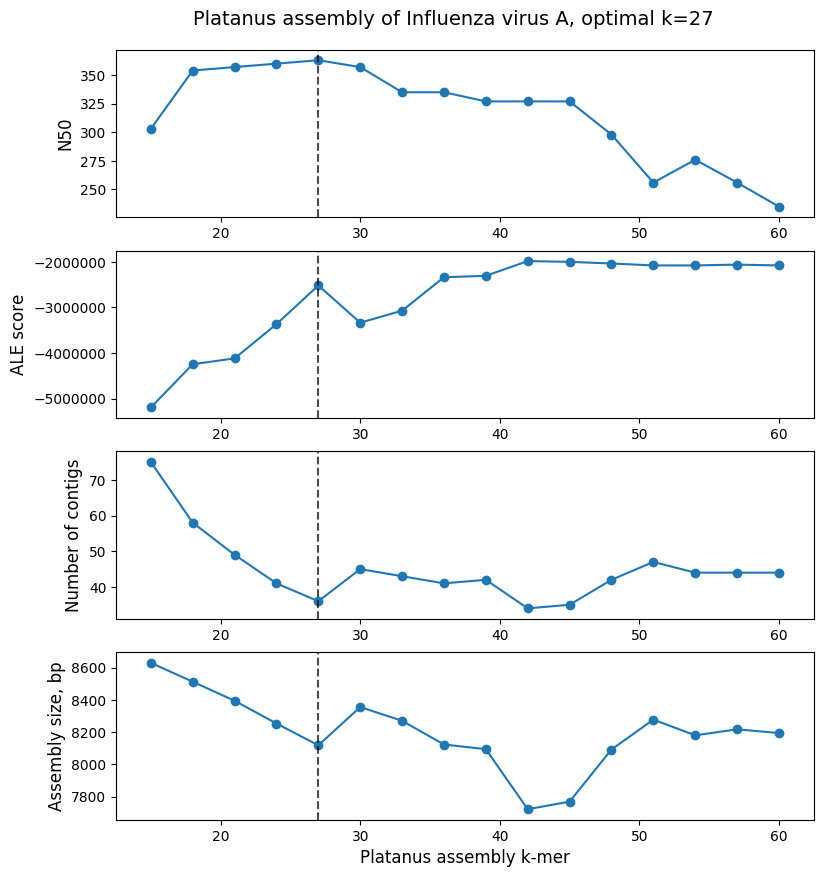 Platanus assembly of Influenza virus A, optimal k=27
N50
350
325
300
275
250
20 30 40 50 60
ALE score
−2000000
−3000000
−4000000
−5000000
20 30 40 50 60
Number of contigs
70
60
50
40
20 30 40 50 60
Assembly size, bp
8600
8400
8200
8000
7800
20 30 40 50 60
Platanus assembly k-mer